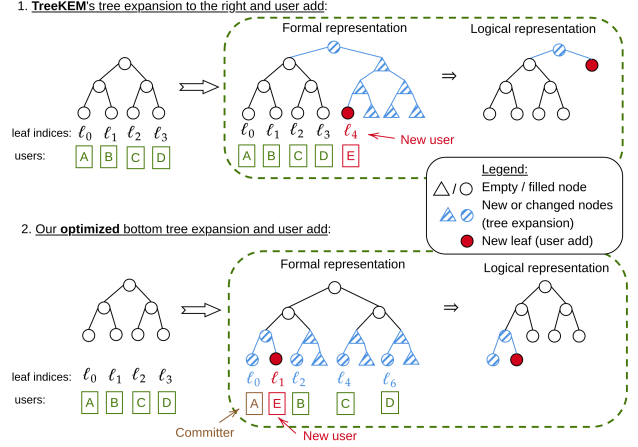 1. TreeKEM's tree expansion to the right and user add:
Formal representation
Logical representation
⇒
leaf indices: ℓ0 ℓ1 ℓ2 ℓ3
ℓ0 ℓ1 ℓ2 ℓ3 ℓ4
New user
users: A B C D
A B C D E
Legend:
/ Empty / filled node
New or changed nodes
(tree expansion)
New leaf (user add)
2. Our optimized bottom tree expansion and user add:
Formal representation
Logical representation
⇒
leaf indices: ℓ0 ℓ1 ℓ2 ℓ3
ℓ0 ℓ1 ℓ2 ℓ4 ℓ6
users: A B C D
A E B C D
Committer
New user